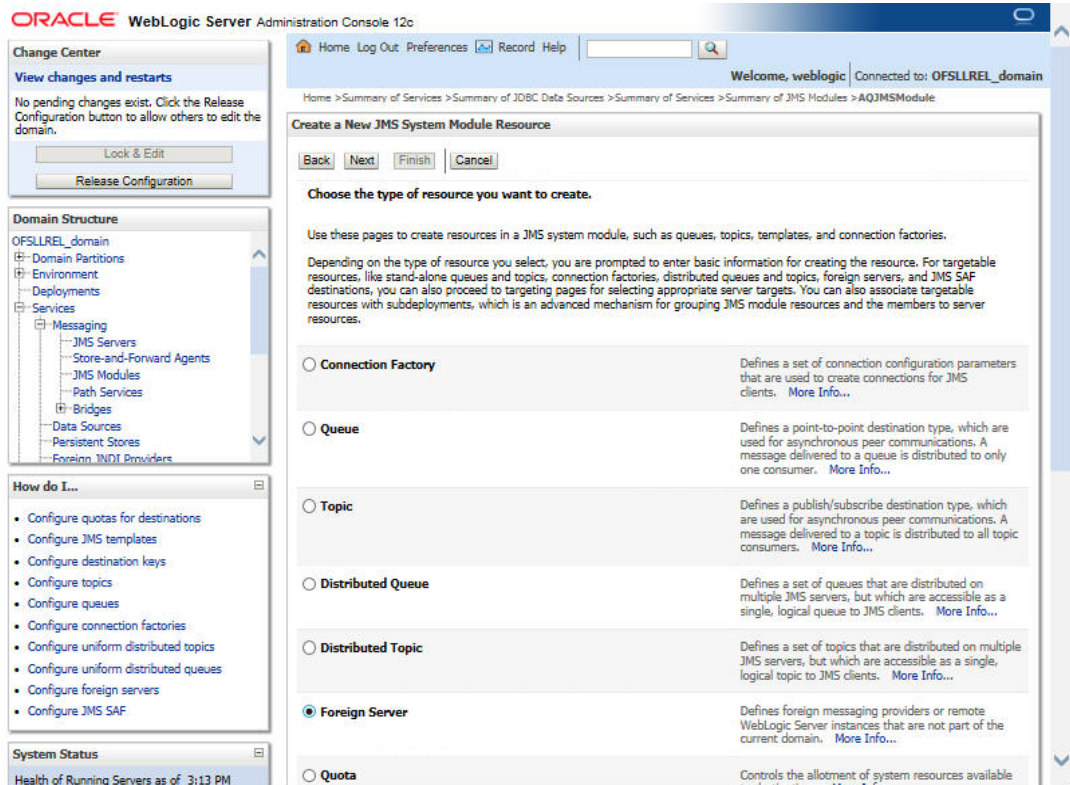 ORACLE WebLogic Server Administration Console 12c
Change Center
View changes and restarts
No pending changes exist. Click the Release
Configuration button to allow others to edit the
domain.
Lock & Edit
Release Configuration
Domain Structure
OFSLLREL_domain
Domain Partitions
Environment
Deployments
Services
Messaging
JMS Servers
Store-and-Forward Agents
JMS Modules
Path Services
Bridges
Data Sources
Persistent Stores
Foreign JNDI Providers
How do I...
Configure quotas for destinations
Configure JMS templates
Configure destination keys
Configure topics
Configure queues
Configure connection factories
Configure uniform distributed topics
Configure uniform distributed queues
Configure foreign servers
Configure JMS SAF
System Status
Health of Running Servers as of 3:13 PM
Home Log Out Preferences Record Help
Welcome, weblogic Connected to: OFSLLREL_domain
Home >Summary of Services >Summary of JDBC Data Sources >Summary of Services >Summary of JMS Modules >AQJMSModule
Create a New JMS System Module Resource
Back Next Finish Cancel
Choose the type of resource you want to create.
Use these pages to create resources in a JMS system module, such as queues, topics, templates, and connection factories.
Depending on the type of resource you select, you are prompted to enter basic information for creating the resource. For targetable
resources, like stand-alone queues and topics, connection factories, distributed queues and topics, foreign servers, and JMS SAF
destinations, you can also proceed to targeting pages for selecting appropriate server targets. You can also associate targetable
resources with subdeployments, which is an advanced mechanism for grouping JMS module resources and the members to server
resources.
Connection Factory
Defines a set of connection configuration parameters
that are used to create connections for JMS
clients. More Info...
Queue
Defines a point-to-point destination type, which are
used for asynchronous peer communications. A
message delivered to a queue is distributed to only
one consumer. More Info...
Topic
Defines a publish/subscribe destination type, which
are used for asynchronous peer communications. A
message delivered to a topic is distributed to all topic
consumers. More Info...
Distributed Queue
Defines a set of queues that are distributed on
multiple JMS servers, but which are accessible as a
single, logical queue to JMS clients. More Info...
Distributed Topic
Defines a set of topics that are distributed on multiple
JMS servers, but which are accessible as a single,
logical topic to JMS clients. More Info...
Foreign Server
Defines foreign messaging providers or remote
WebLogic Server instances that are not part of the
current domain. More Info...
Quota
Controls the allotment of system resources available